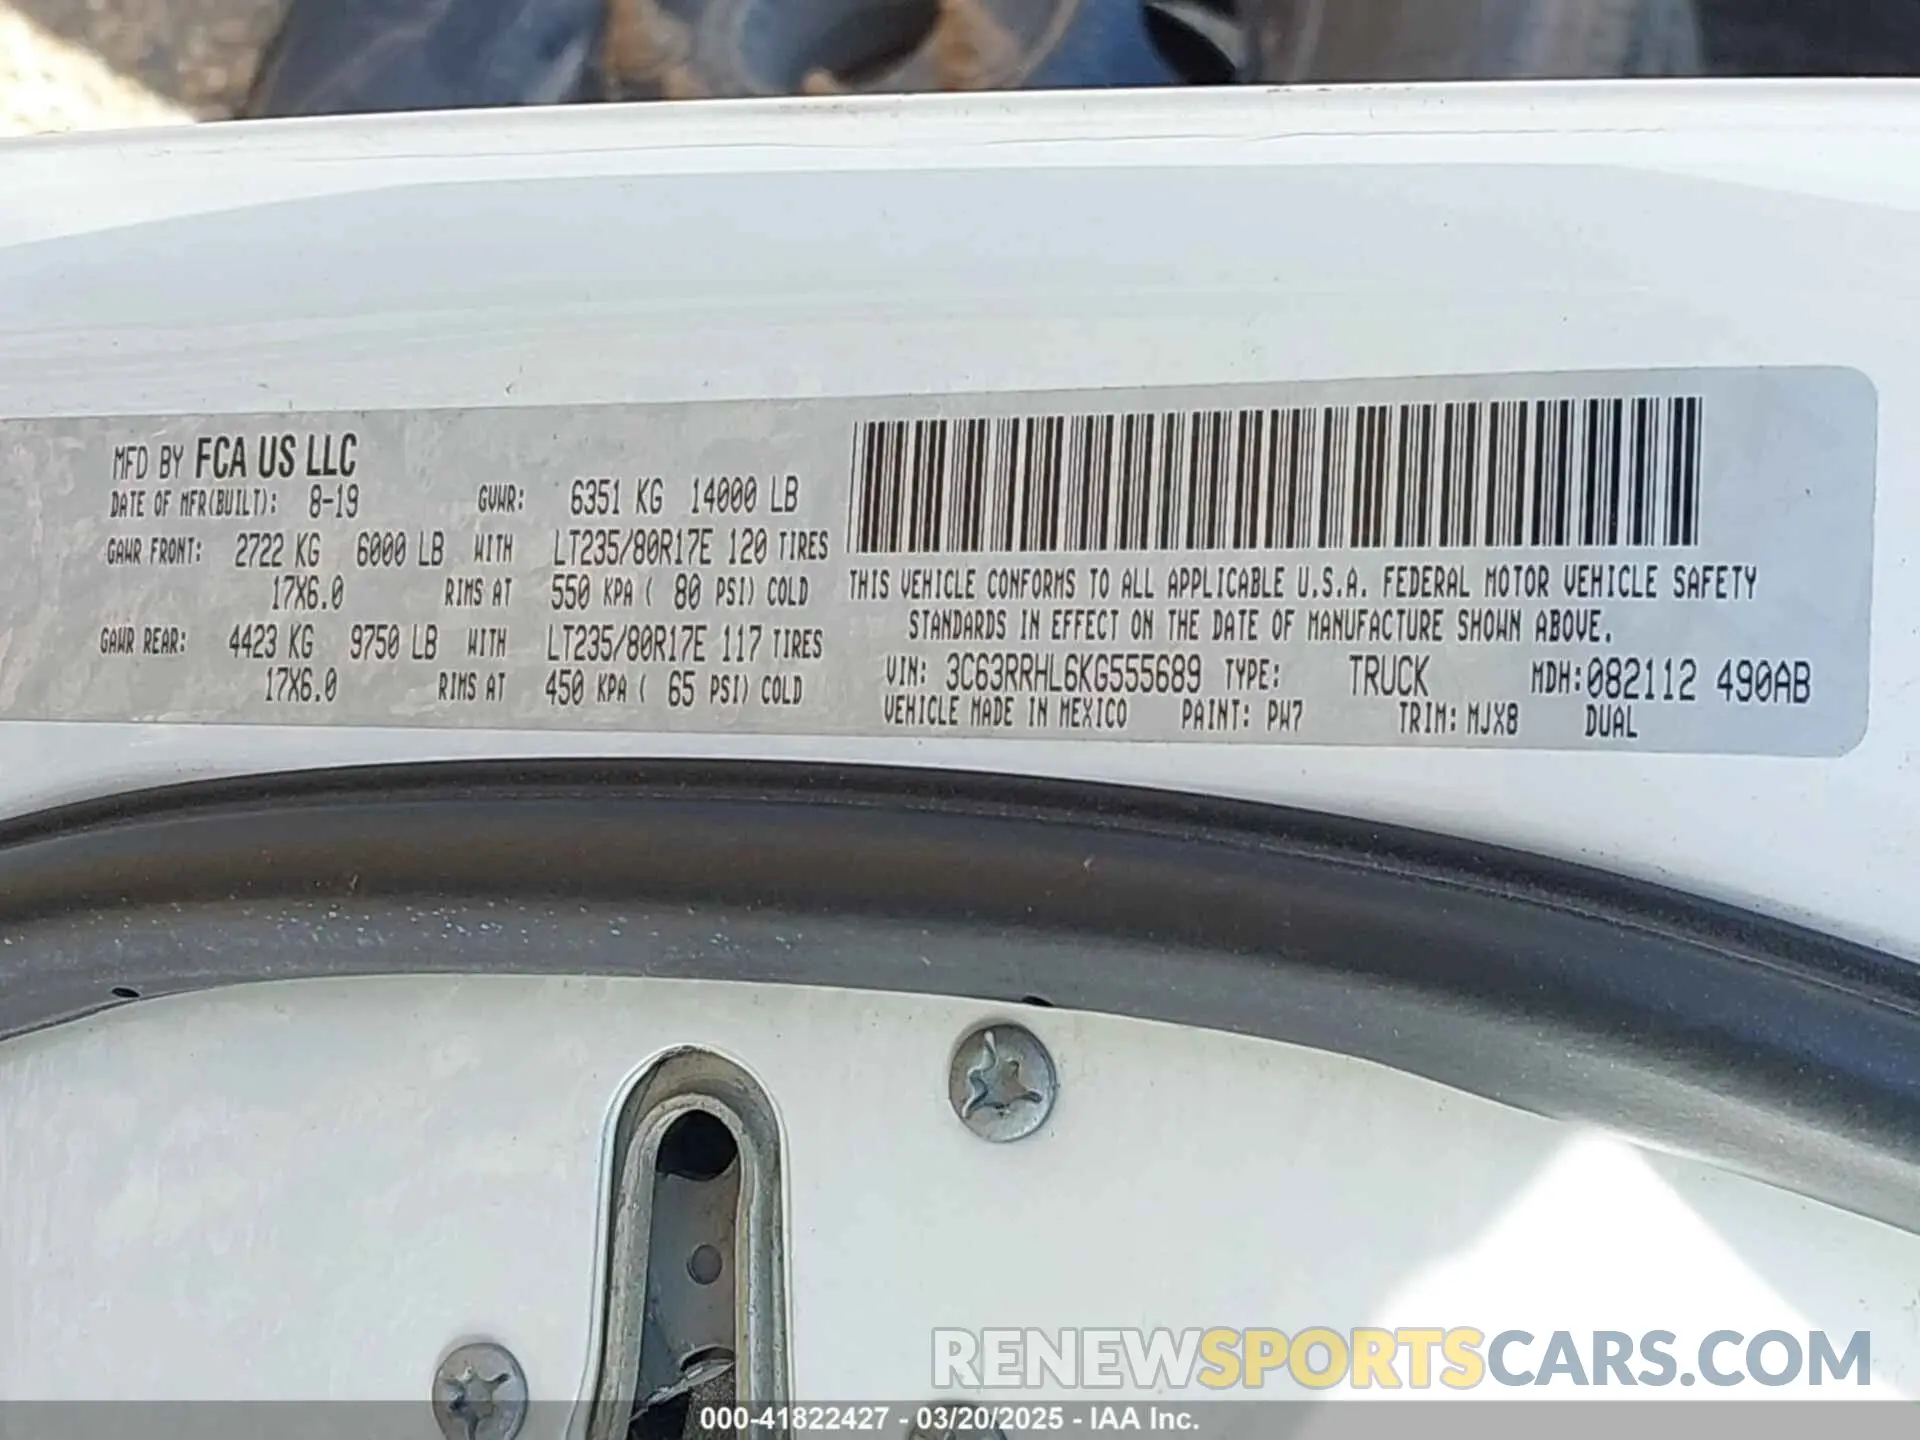 MFD BY FCA US LLC
DATE OF MFR(BUILT): 8-19 GVWR: 6351 KG 14000 LB
GAWR FRONT: 2722 KG 6000 LB WITH LT235/80R17E 120 TIRES
17X6.0 RIMS AT 550 KPA ( 80 PSI) COLD
GAWR REAR: 4423 KG 9750 LB WITH LT235/80R17E 117 TIRES
17X6.0 RIMS AT 450 KPA ( 65 PSI) COLD
THIS VEHICLE CONFORMS TO ALL APPLICABLE U.S.A. FEDERAL MOTOR VEHICLE SAFETY
STANDARDS IN EFFECT ON THE DATE OF MANUFACTURE SHOWN ABOVE.
VIN: 3C63RRHL6KG555689 TYPE: TRUCK MDH:082112 490AB
VEHICLE MADE IN MEXICO PAINT: PW7 TRIM: MJX8 DUAL
RENEWSPORTSCARS.COM
000-41822427 - 03/20/2025 - IAA Inc.